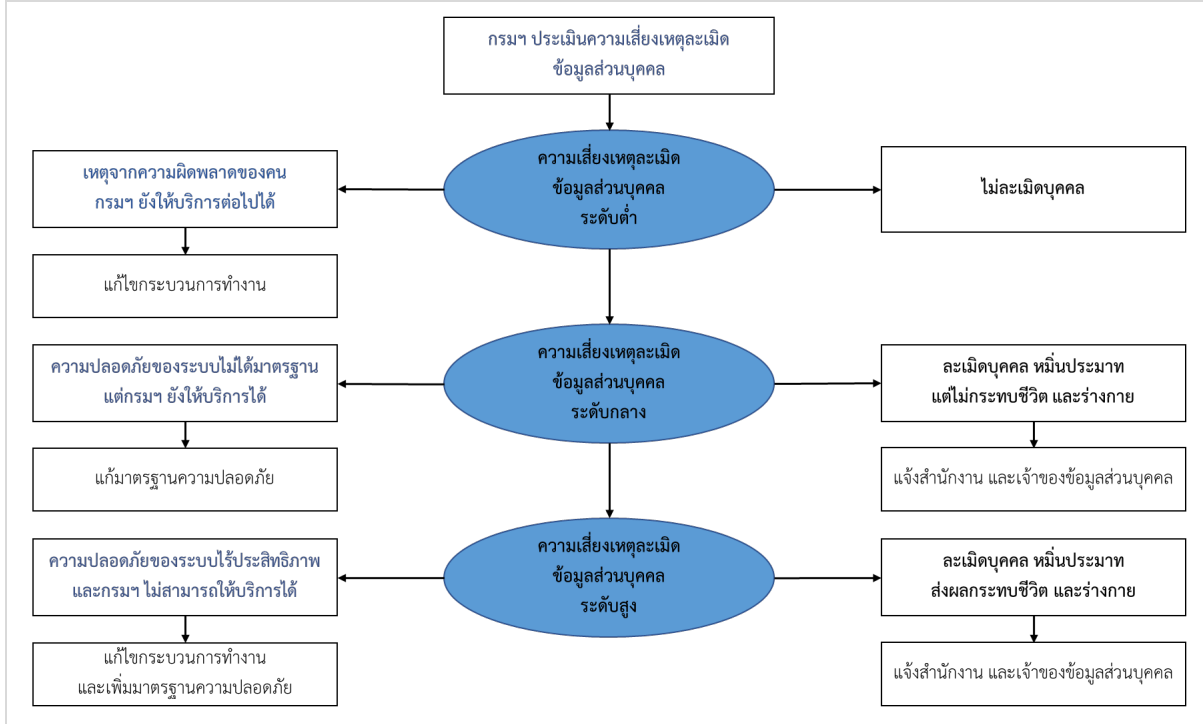 กรมฯ ประเมินความเสี่ยงเหตุละเมิด
ข้อมูลส่วนบุคคล
เหตุจากความผิดพลาดของคน
กรมฯ ยังให้บริการต่อไปได้
ความเสี่ยงเหตุละเมิด
ข้อมูลส่วนบุคคล
ระดับต่ำ
ไม่ละเมิดบุคคล
แก้ไขกระบวนการทำงาน
ความปลอดภัยของระบบไม่ได้มาตรฐาน
แต่กรมฯ ยังให้บริการได้
ความเสี่ยงเหตุละเมิด
ข้อมูลส่วนบุคคล
ระดับกลาง
ละเมิดบุคคล หมิ่นประมาท
แต่ไม่กระทบชีวิต และร่างกาย
แก้มาตรฐานความปลอดภัย
แจ้งสำนักงาน และเจ้าของข้อมูลส่วนบุคคล
ความปลอดภัยของระบบไร้ประสิทธิภาพ
และกรมฯ ไม่สามารถให้บริการได้
ความเสี่ยงเหตุละเมิด
ข้อมูลส่วนบุคคล
ระดับสูง
ละเมิดบุคคล หมิ่นประมาท
ส่งผลกระทบชีวิต และร่างกาย
แก้ไขกระบวนการทำงาน
และเพิ่มมาตรฐานความปลอดภัย
แจ้งสำนักงาน และเจ้าของข้อมูลส่วนบุคคล